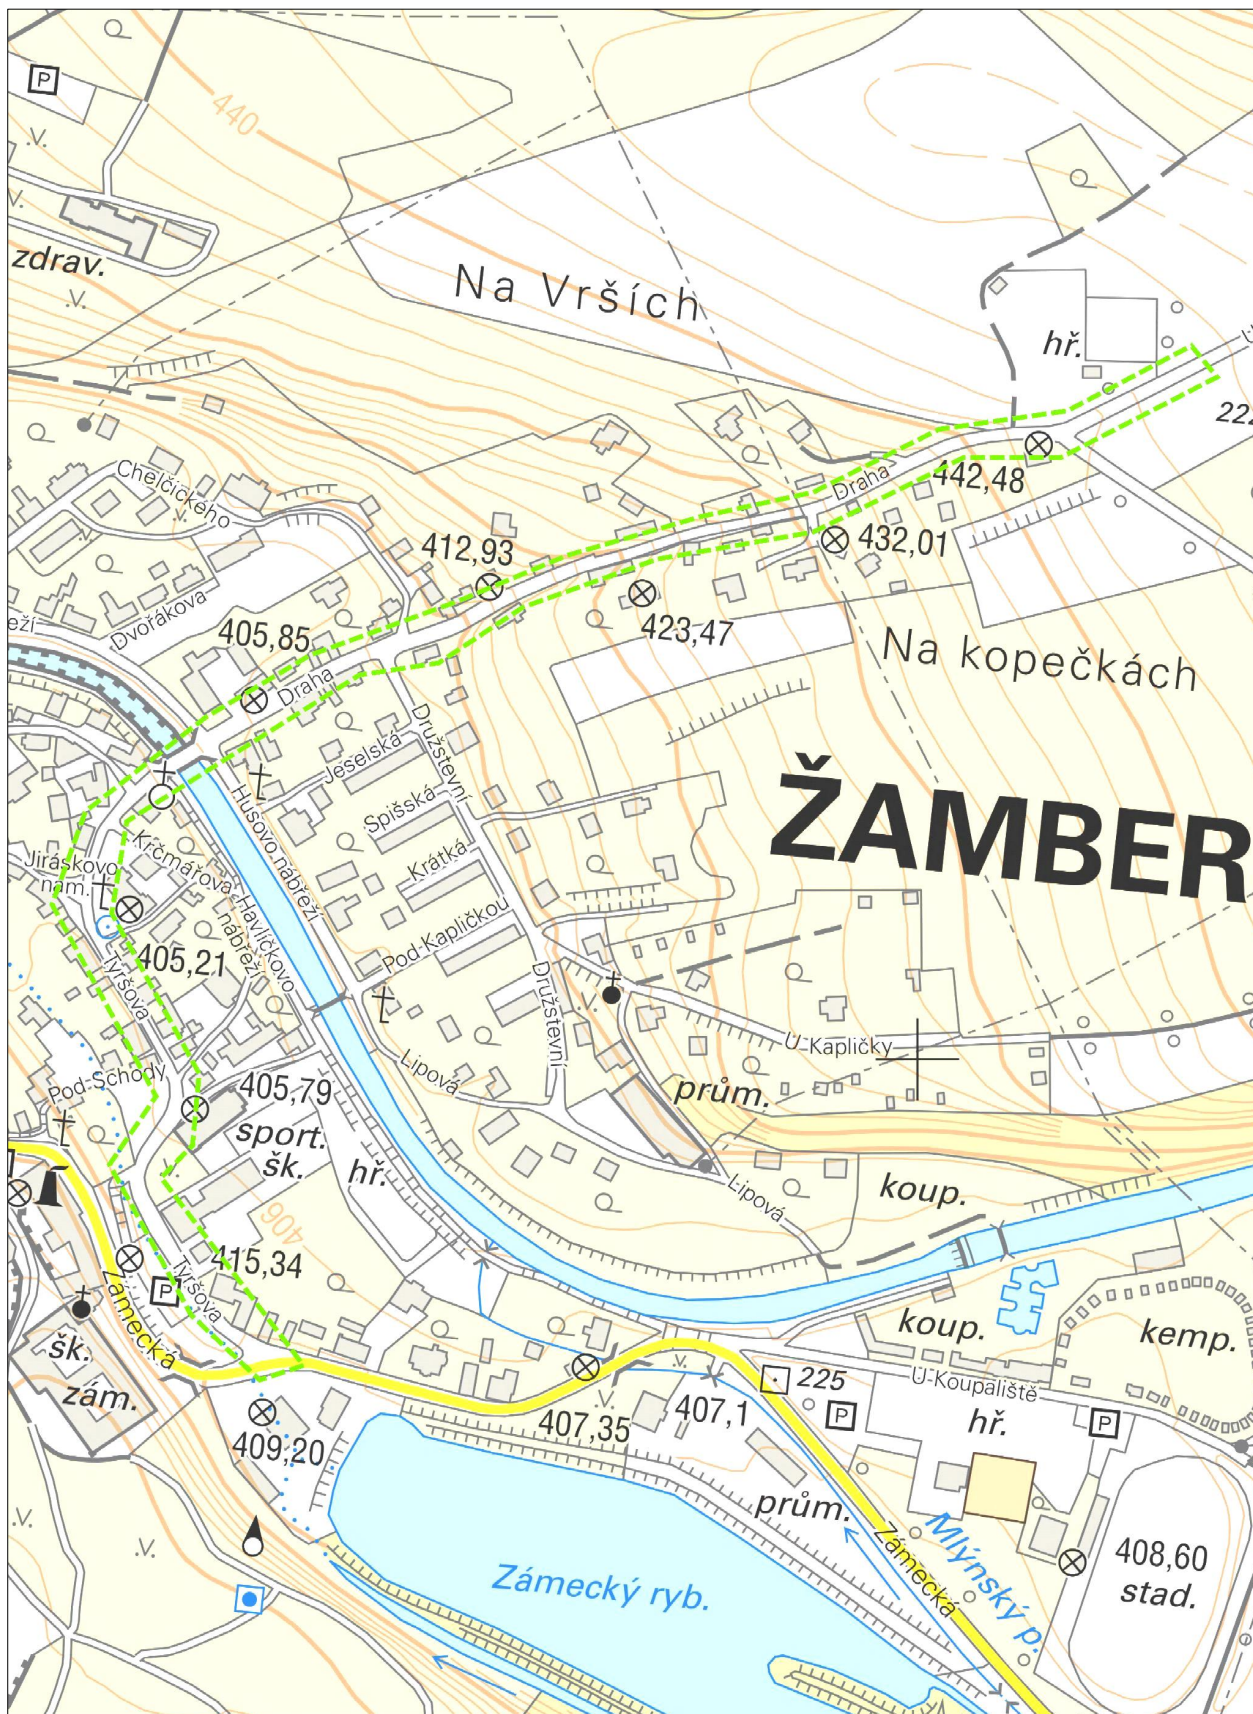 P
440
zdrav.
Na Vrších
hř.
222
Chelčického
Draha
442,48
412,93
432,01
Dvořákova
405,85
423,47
Na kopečkách
eží
Draha
Družstevní
Jeselská
Husovo nábřeží
Spišská
ŽAMBER
Krčmářova
Krátká
Jiráskovo
nám.
Havlíčkovo
nábřeží
Pod Kapličkou
405,21
Tyršova
Družstevní
U Kapličky
Pod Schody
Lipová
405,79
prům.
sport.
šk.
hř.
Lipová
koup.
406
415,34
P
Tyršova
Zámecká
šk.
zám.
koup.
kemp.
225
U Koupaliště
407,1
P
hř.
P
407,35
409,20
prům.
Mlýnský p.
Zámecká
408,60
stad.
Zámecký ryb.